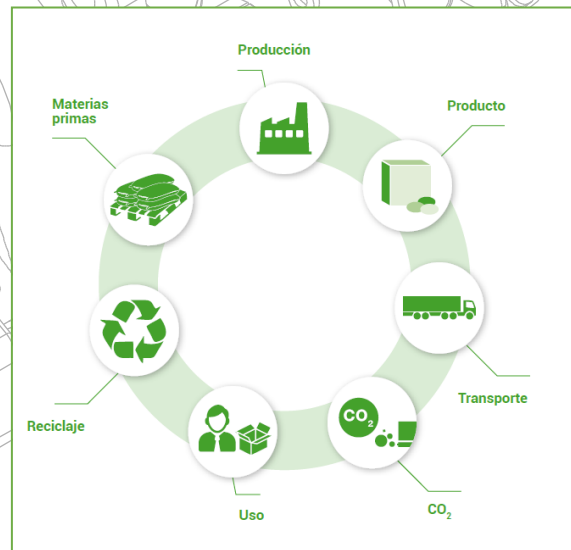 Producción
Materias
primas
Producto
Transporte
CO₂
CO₂
Uso
Reciclaje